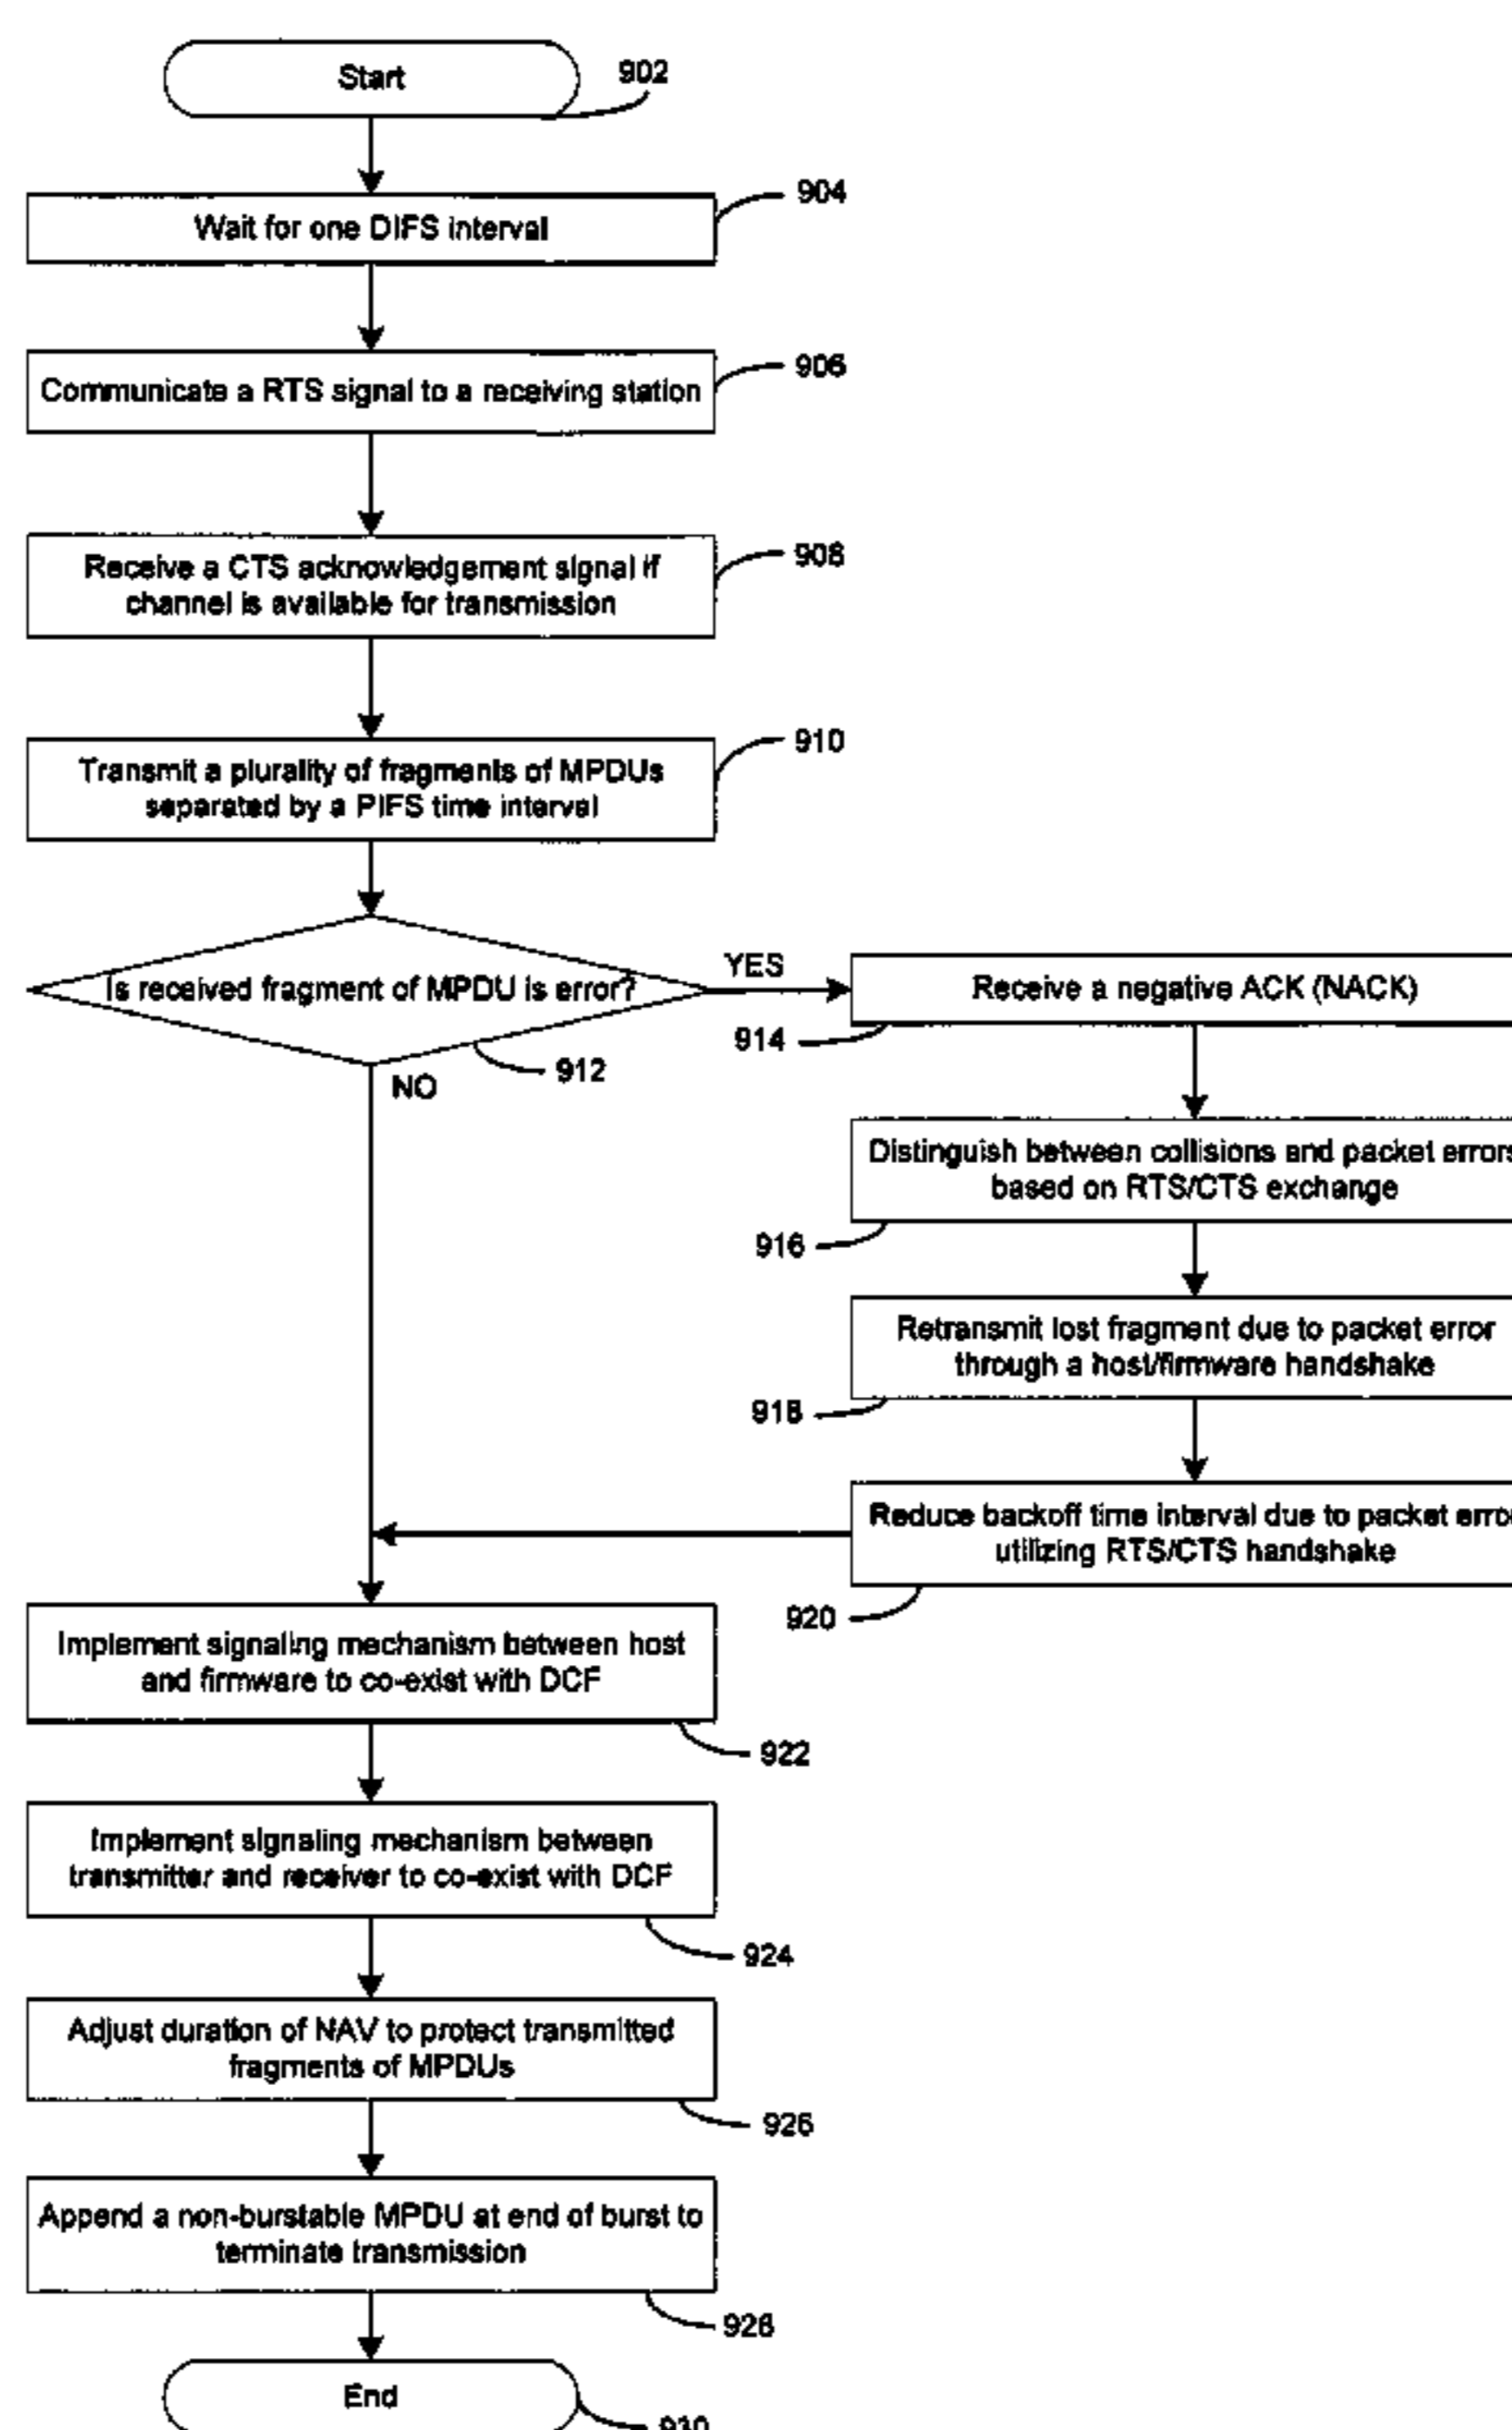 Start
902
Wait for one DIFS interval
904
Communicate a RTS signal to a receiving station
906
Receive a CTS acknowledgement signal if
channel is available for transmission
908
Transmit a plurality of fragments of MPDUs
separated by a PIFS time interval
910
Is received fragment of MPDU is error?
912
YES
NO
Receive a negative ACK (NACK)
914
Distinguish between collisions and packet errors
based on RTS/CTS exchange
916
Retransmit lost fragment due to packet error
through a host/firmware handshake
918
Reduce backoff time interval due to packet error
utilizing RTS/CTS handshake
920
Implement signaling mechanism between host
and firmware to co-exist with DCF
922
Implement signaling mechanism between
transmitter and receiver to co-exist with DCF
924
Adjust duration of NAV to protect transmitted
fragments of MPDUs
926
Append a non-burstable MPDU at end of burst to
terminate transmission
928
End
930